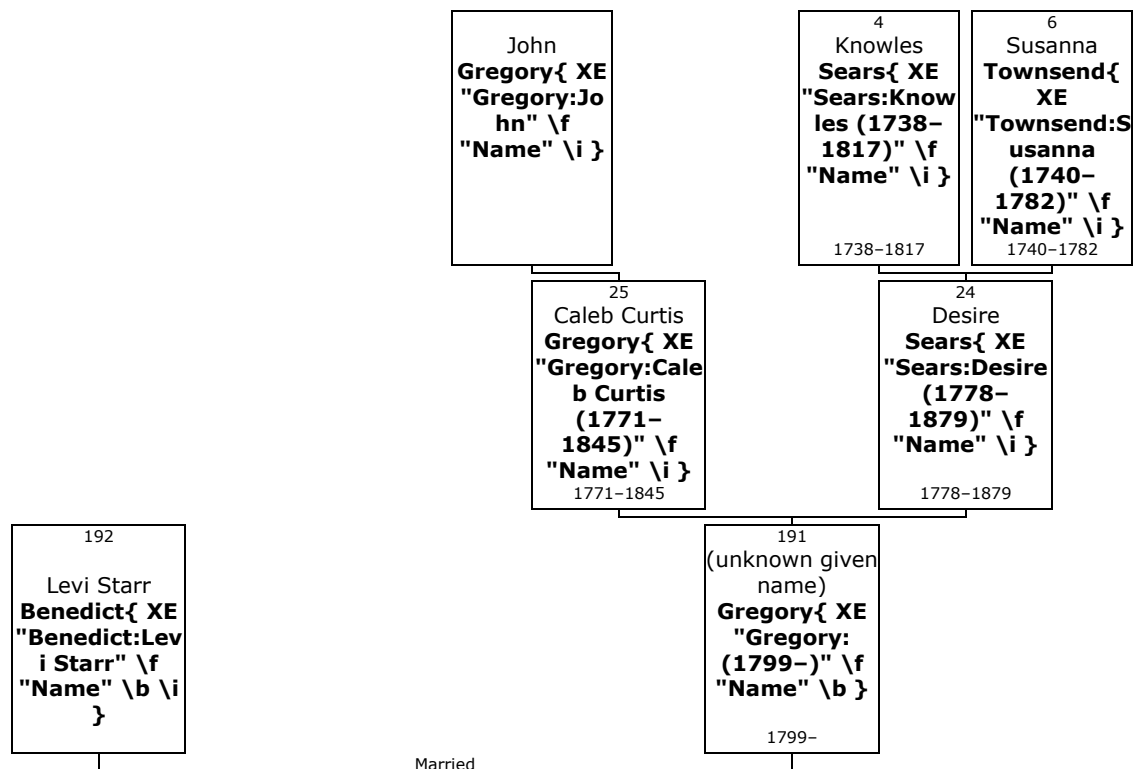 John
Gregory{ XE
"Gregory:Jo
hn" \f
"Name" \i }
4
Knowles
Sears{ XE
"Sears:Know
les (1738–
1817)" \f
"Name" \i }
1738–1817
6
Susanna
Townsend{
XE
"Townsend:S
usanna
(1740–
1782)" \f
"Name" \i }
1740–1782
25
Caleb Curtis
Gregory{ XE
"Gregory:Cale
b Curtis
(1771–
1845)" \f
"Name" \i }
1771–1845
24
Desire
Sears{ XE
"Sears:Desire
(1778–
1879)" \f
"Name" \i }
1778–1879
192
Levi Starr
Benedict{ XE
"Benedict:Lev
i Starr" \f
"Name" \b \i
}
191
(unknown given
name)
Gregory{ XE
"Gregory:
(1799–)" \f
"Name" \b }
1799–
Married